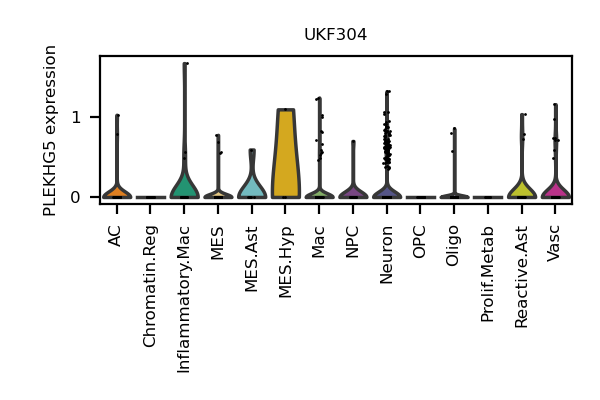 UKF304
PLEKHG5 expression
1
0
AC
Chromatin.Reg
Inflammatory.Mac
MES
MES.Ast
MES.Hyp
Mac
NPC
Neuron
OPC
Oligo
Prolif.Metab
Reactive.Ast
Vasc